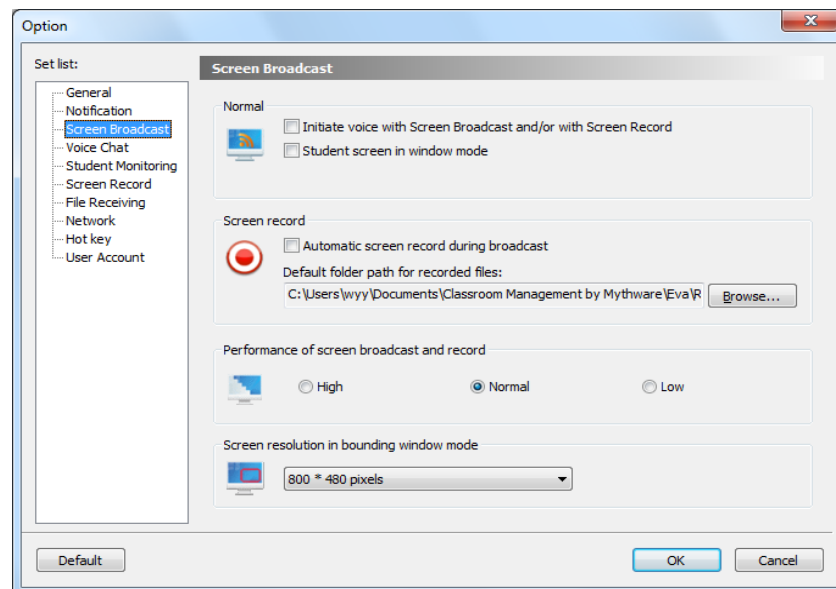 Option
Set list:
General
Notification
Screen Broadcast
Voice Chat
Student Monitoring
Screen Record
File Receiving
Network
Hot key
User Account
Screen Broadcast
Normal
Initiate voice with Screen Broadcast and/or with Screen Record
Student screen in window mode
Screen record
Automatic screen record during broadcast
Default folder path for recorded files:
C:\Users\wyy\Documents\Classroom Management by Mythware\Eva\R
Browse...
Performance of screen broadcast and record
High Normal Low
Screen resolution in bounding window mode
800 * 480 pixels
Default OK Cancel